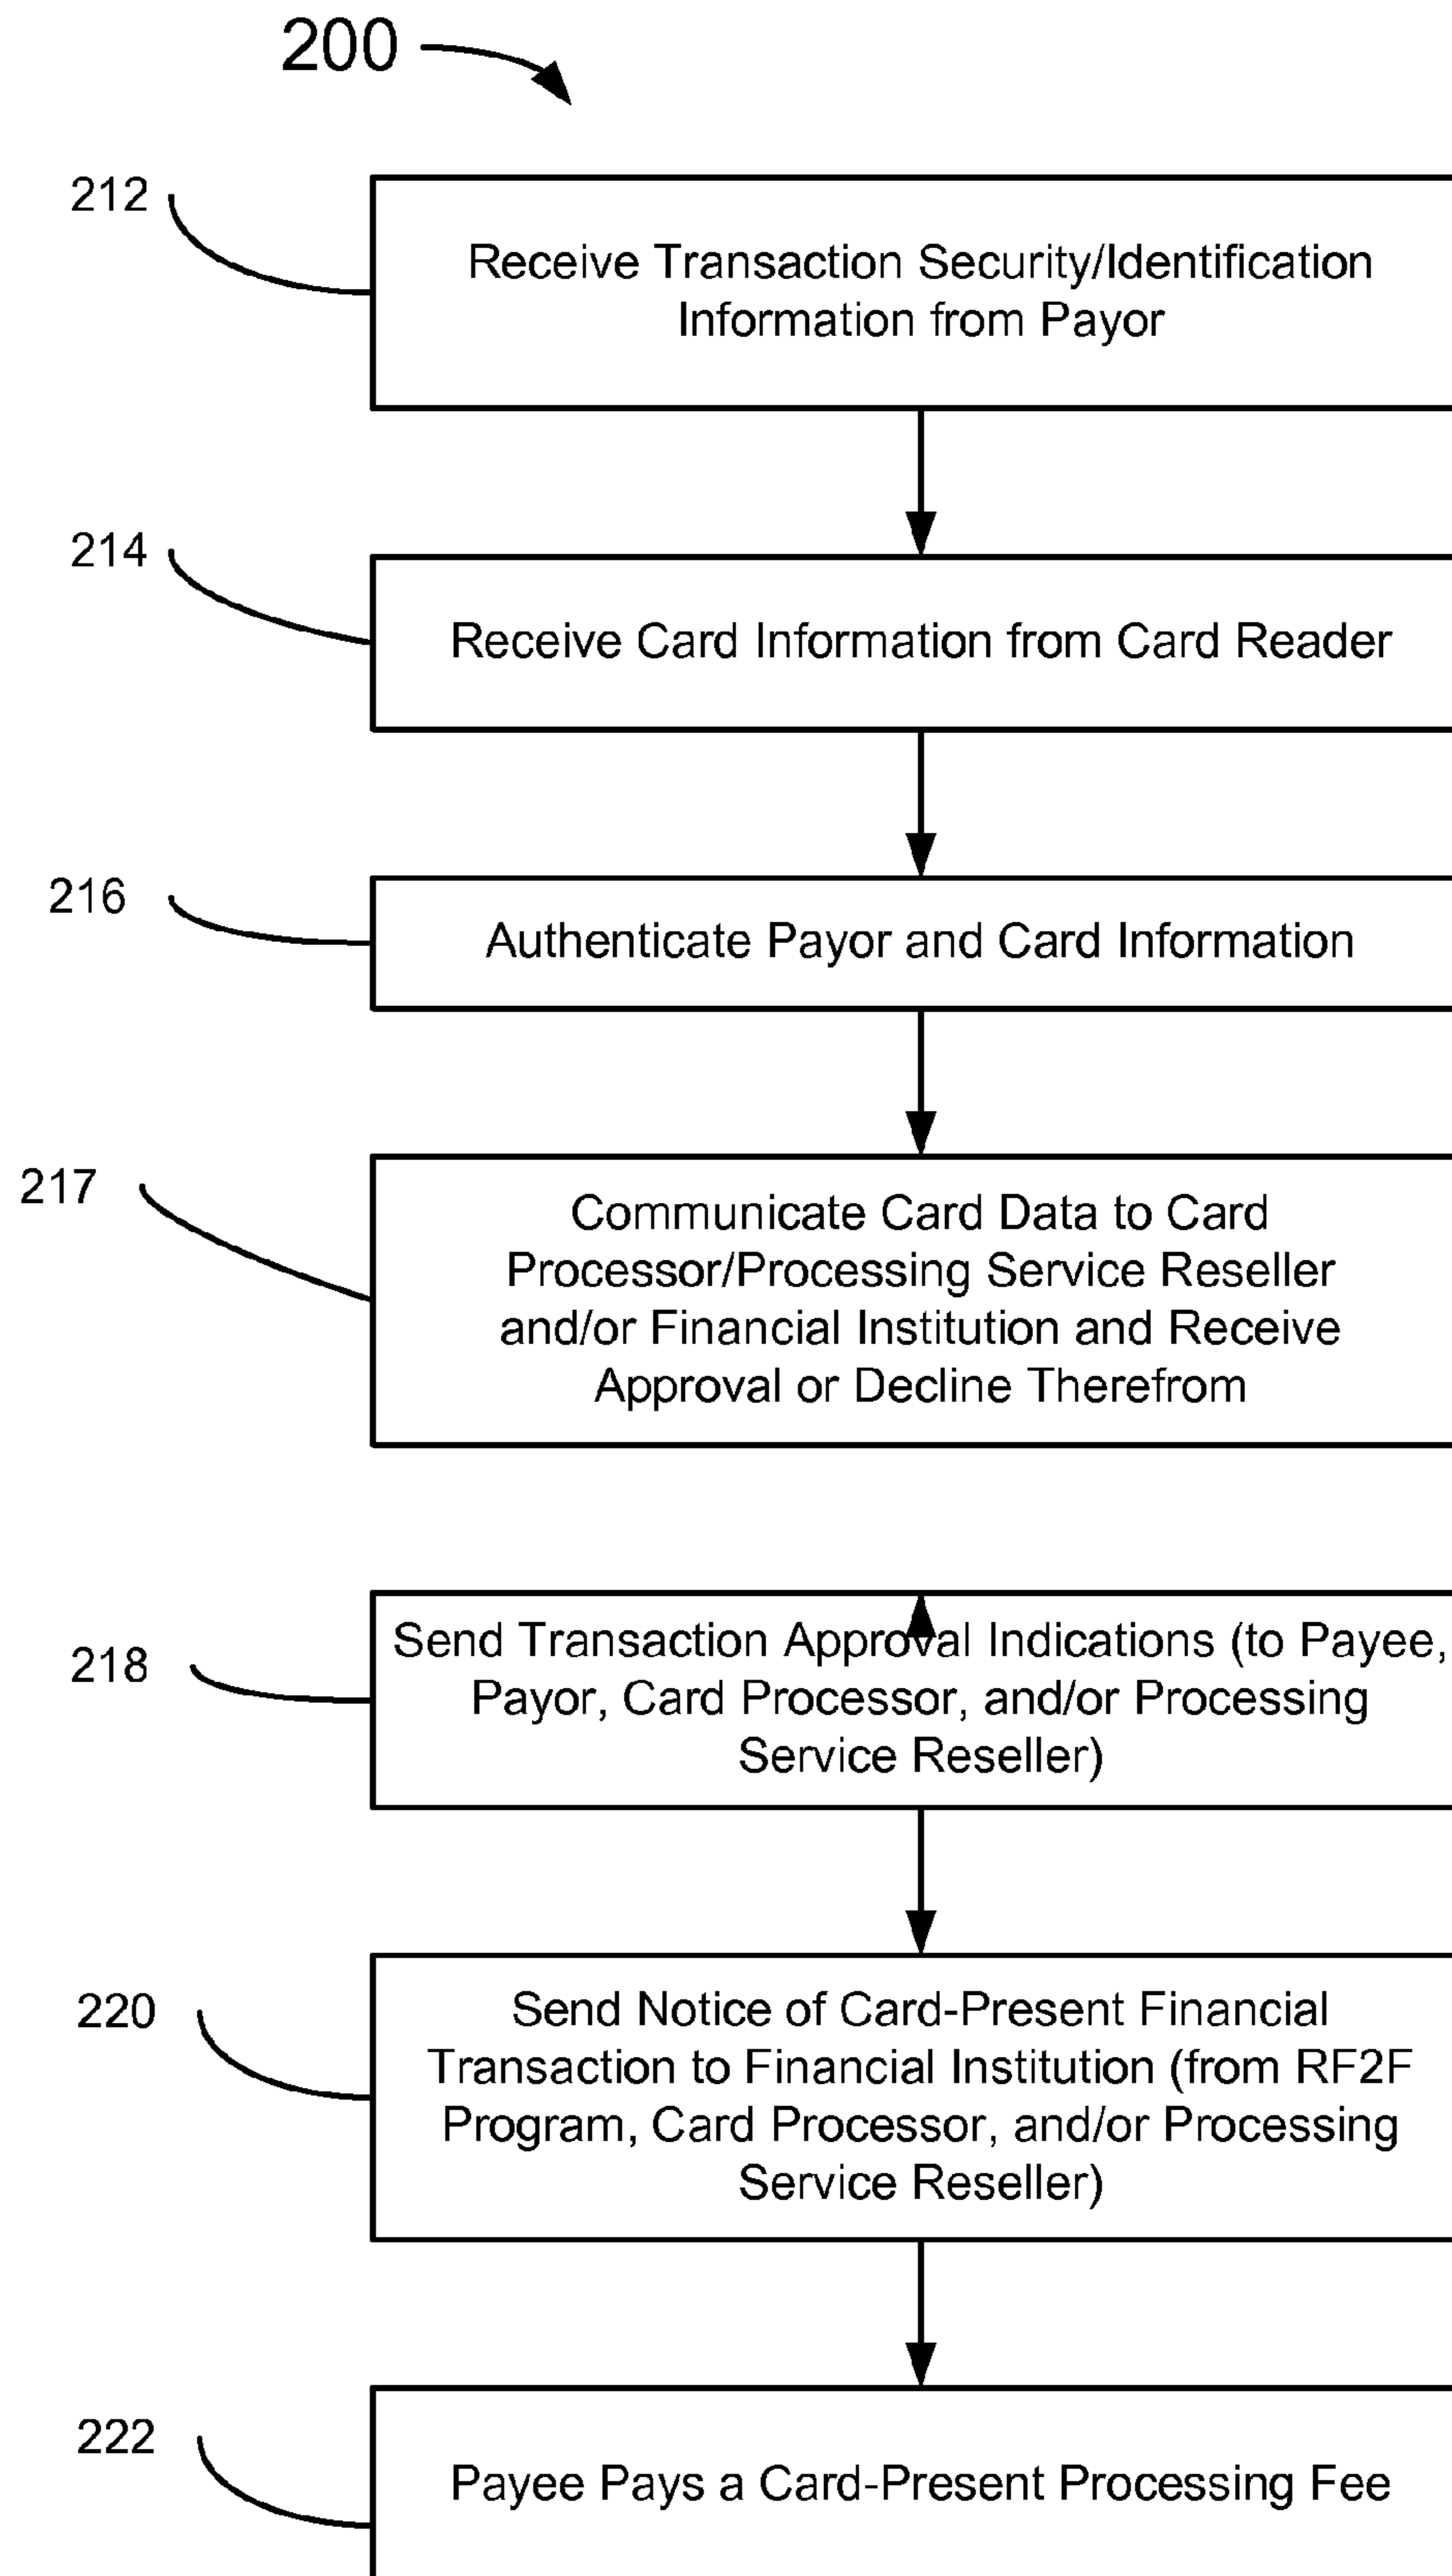 200
212
Receive Transaction Security/Identification
Information from Payor
214
Receive Card Information from Card Reader
216
Authenticate Payor and Card Information
217
Communicate Card Data to Card
Processor/Processing Service Reseller
and/or Financial Institution and Receive
Approval or Decline Therefrom
218
Send Transaction Approval Indications (to Payee,
Payor, Card Processor, and/or Processing
Service Reseller)
220
Send Notice of Card-Present Financial
Transaction to Financial Institution (from RF2F
Program, Card Processor, and/or Processing
Service Reseller)
222
Payee Pays a Card-Present Processing Fee